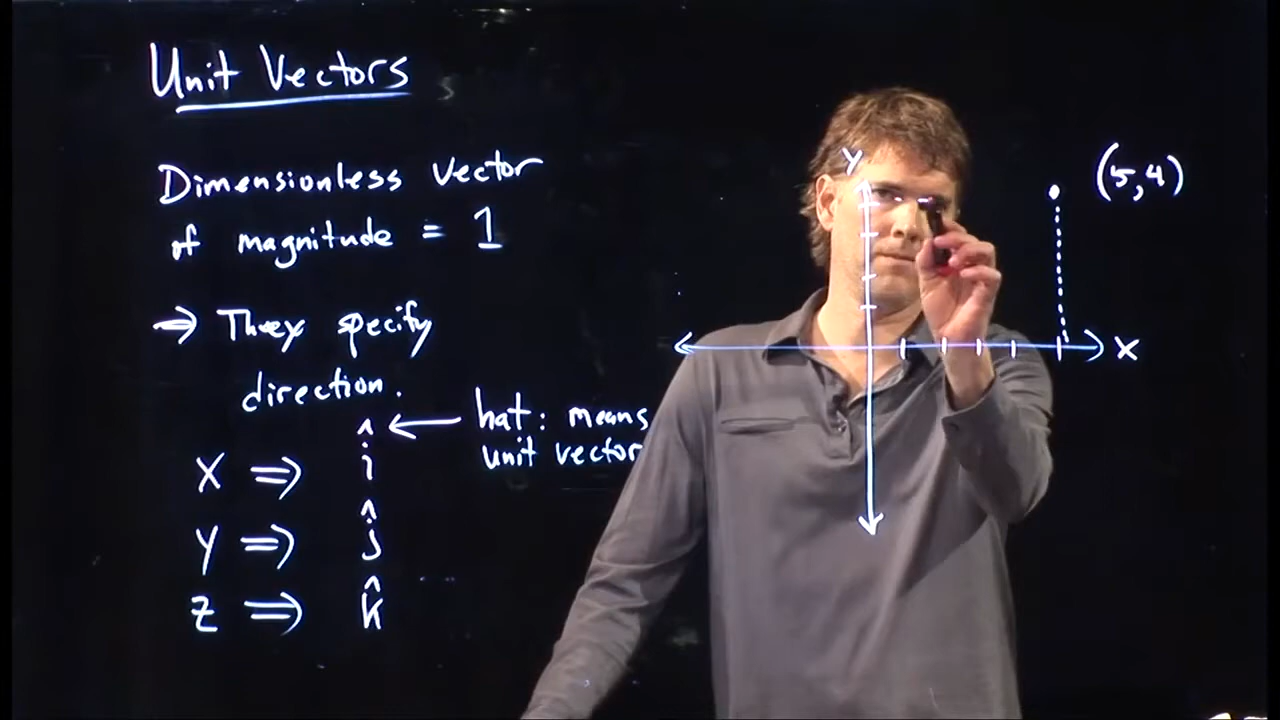 Unit Vectors
Dimensionless vector
of magnitude = 1
⇒ They specify
direction.
^ ← hat: means
unit vector
X ⇒ î
Y ⇒ ĵ
Z ⇒ k̂
Y
(5,4)
X